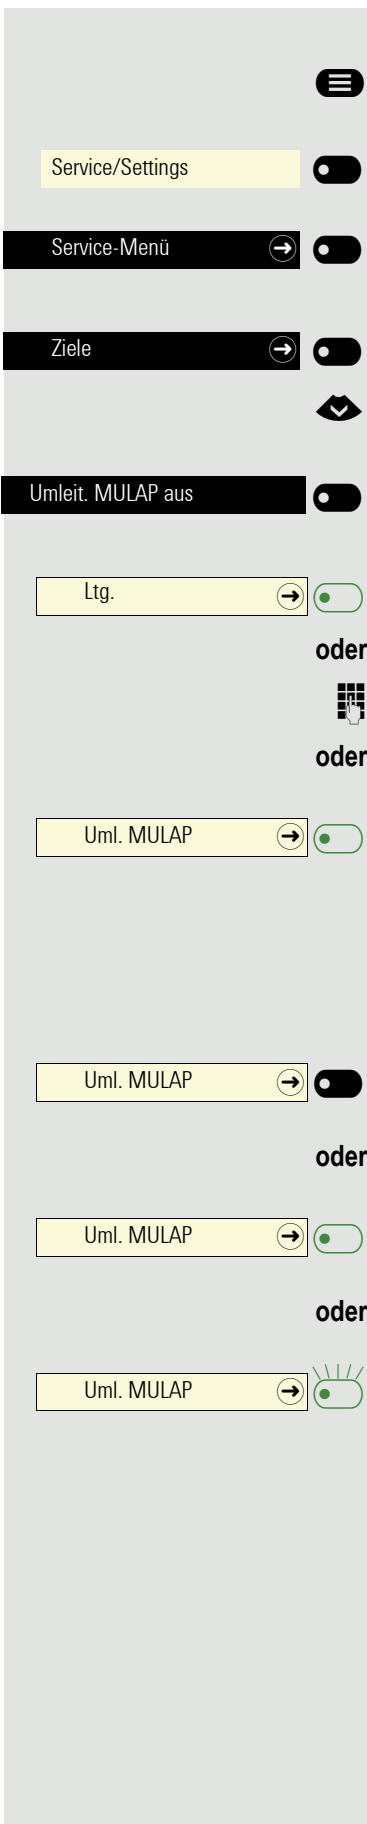 Service/Settings
Service-Menü
Ziele
Umleit. MULAP aus
Ltg.
oder
oder
Uml. MULAP
Uml. MULAP
oder
Uml. MULAP
oder
Uml. MULAP